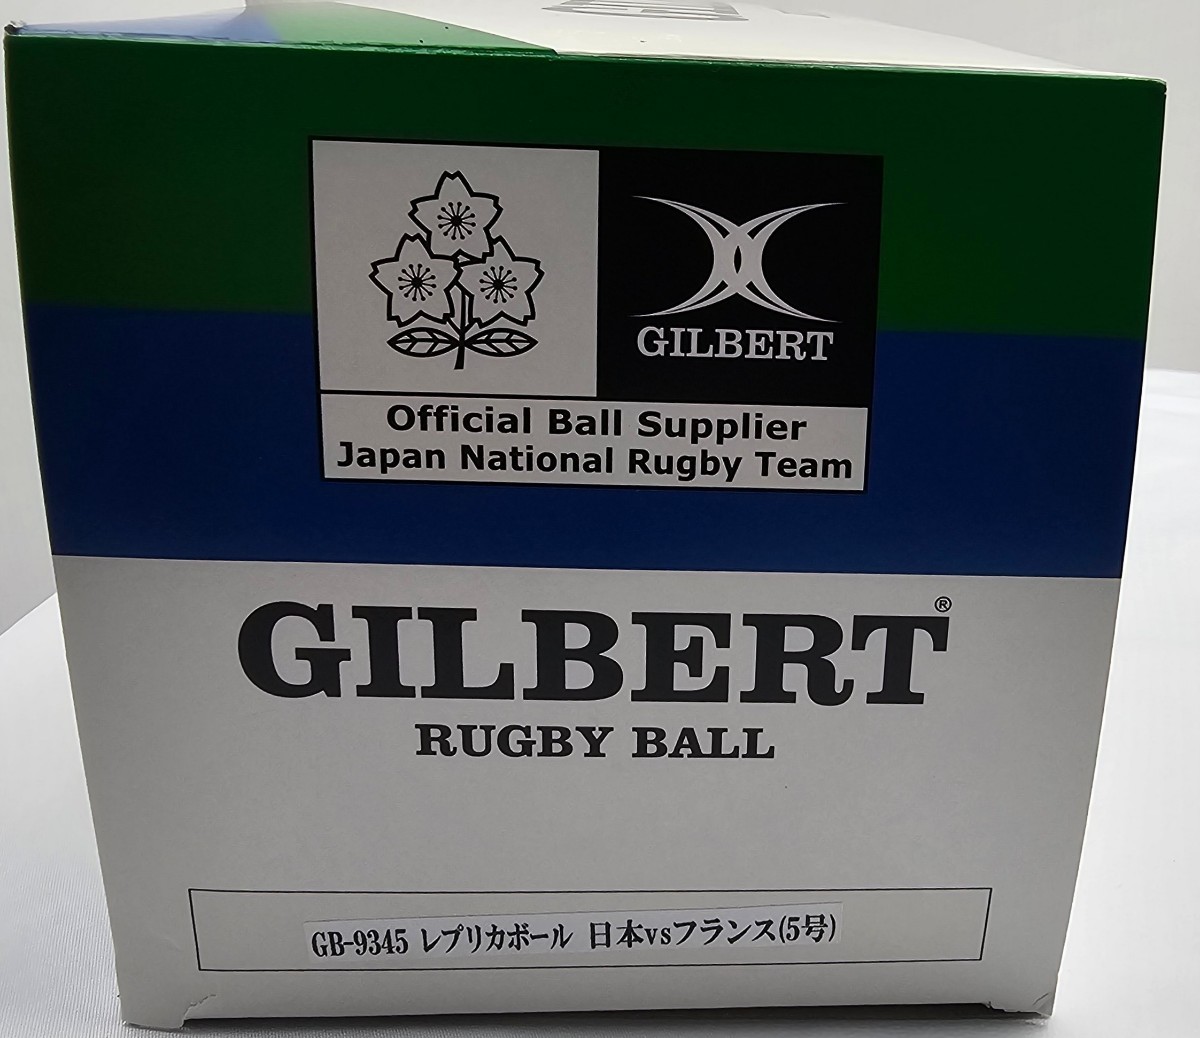 GILBERT
Official Ball Supplier
Japan National Rugby Team
GILBERT®
RUGBY BALL
GB-9345 レプリカボール 日本vsフランス(5号)